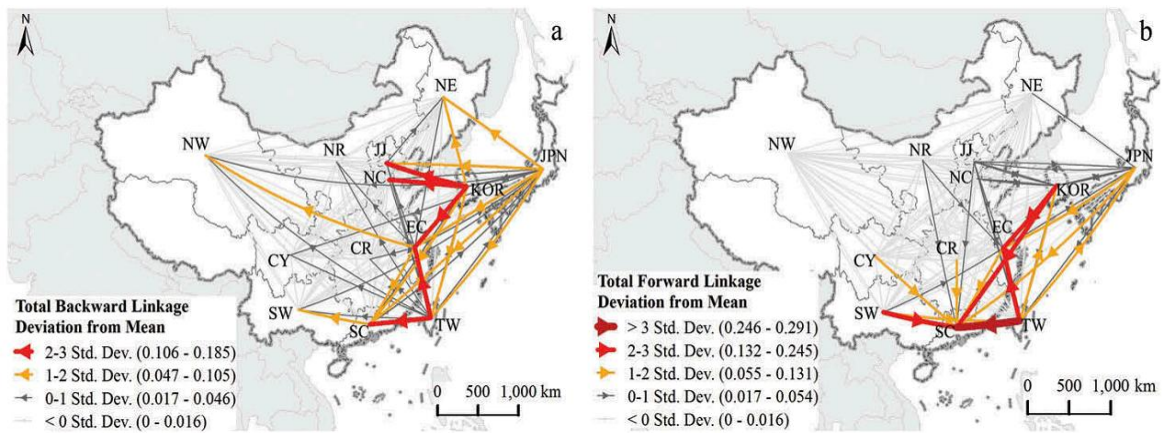 N
a
NE
NW
NR
JJ
JPN
NC
KOR
EC
CR
CY
SW
SC
TW
Total Backward Linkage
Deviation from Mean
2-3 Std. Dev. (0.106 - 0.185)
1-2 Std. Dev. (0.047 - 0.105)
0-1 Std. Dev. (0.017 - 0.046)
< 0 Std. Dev. (0 - 0.016)
0 500 1,000 km
N
b
NE
NW
NR
JJ
JPN
NC
KOR
EC
CR
CY
SW
SC
TW
Total Forward Linkage
Deviation from Mean
> 3 Std. Dev. (0.246 - 0.291)
2-3 Std. Dev. (0.132 - 0.245)
1-2 Std. Dev. (0.055 - 0.131)
0-1 Std. Dev. (0.017 - 0.054)
< 0 Std. Dev. (0 - 0.016)
0 500 1,000 km